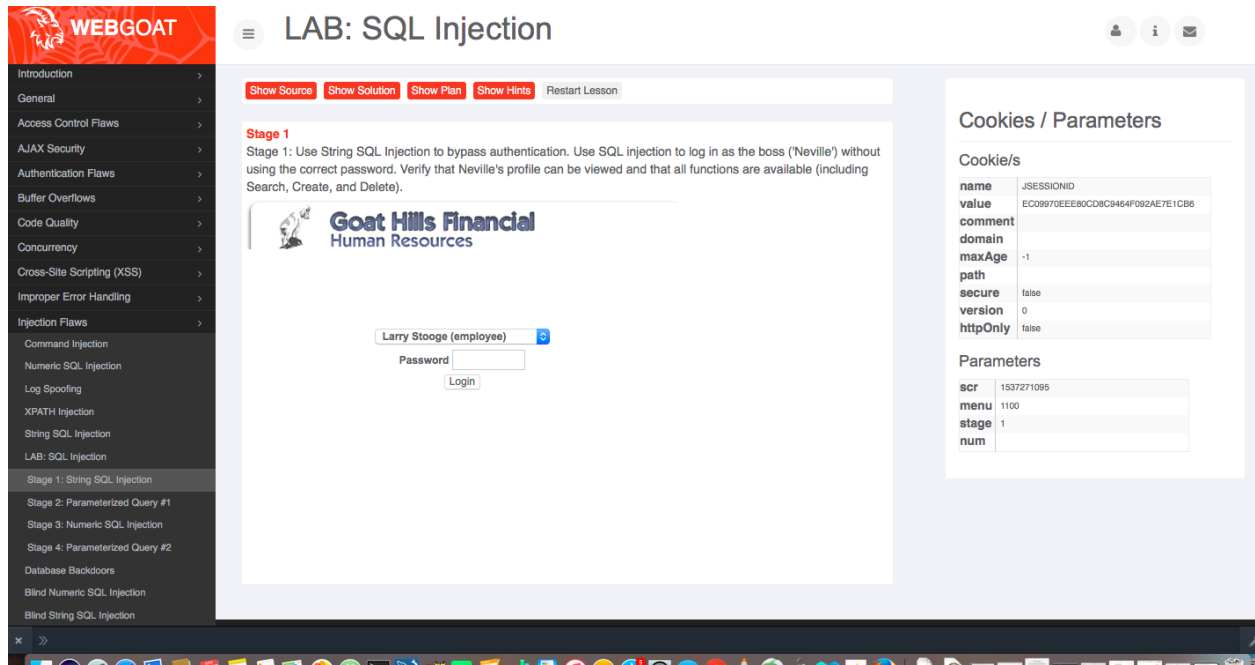 WEBGOAT
LAB: SQL Injection
Introduction
General
Access Control Flaws
AJAX Security
Authentication Flaws
Buffer Overflows
Code Quality
Concurrency
Cross-Site Scripting (XSS)
Improper Error Handling
Injection Flaws
Command Injection
Numeric SQL Injection
Log Spoofing
XPATH Injection
String SQL Injection
LAB: SQL Injection
Stage 1: String SQL Injection
Stage 2: Parameterized Query #1
Stage 3: Numeric SQL Injection
Stage 4: Parameterized Query #2
Database Backdoors
Blind Numeric SQL Injection
Blind String SQL Injection
Show Source Show Solution Show Plan Show Hints Restart Lesson
Stage 1
Stage 1: Use String SQL Injection to bypass authentication. Use SQL injection to log in as the boss ('Neville') without
using the correct password. Verify that Neville's profile can be viewed and that all functions are available (including
Search, Create, and Delete).
Goat Hills Financial
Human Resources
Larry Stooge (employee)
Password
Login
Cookies / Parameters
Cookie/s
name JSESSIONID
value EC09970EEE80CD8C9464F092AE7E1CB6
comment
domain
maxAge -1
path
secure false
version 0
httpOnly false
Parameters
scr 1537271095
menu 1100
stage 1
num